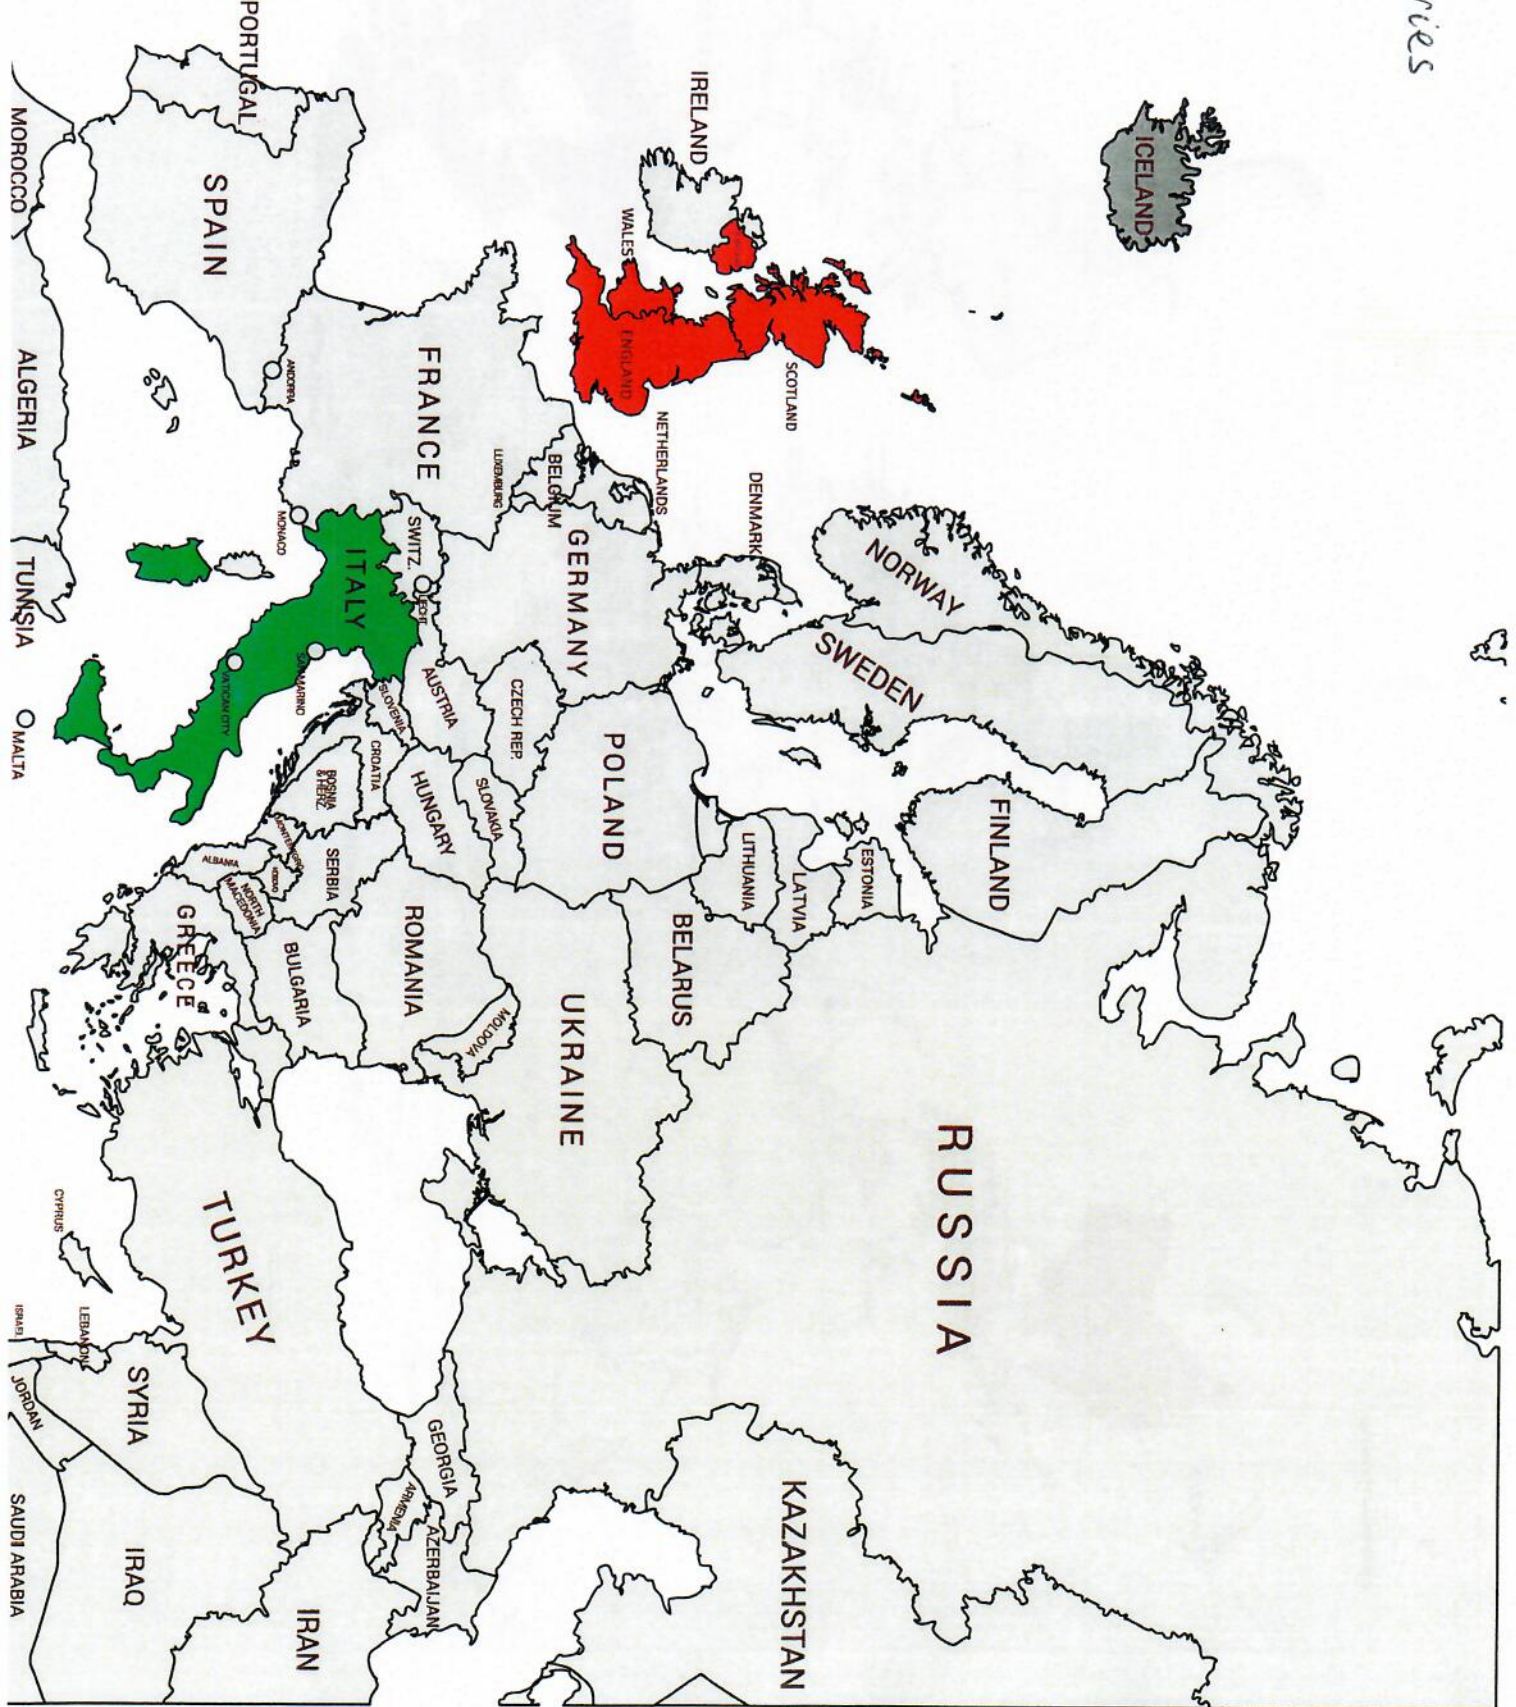 ries
ICELAND
NORWAY
SWEDEN
FINLAND
RUSSIA
ESTONIA
LATVIA
LITHUANIA
SCOTLAND
DENMARK
IRELAND
WALES
ENGLAND
NETHERLANDS
BELARUS
KAZAKHSTAN
POLAND
GERMANY
BELGIUM
LUXEMBURG
UKRAINE
CZECH REP.
SLOVAKIA
MOLDOVA
FRANCE
SWITZ.
AUSTRIA
HUNGARY
ROMANIA
SLOVENIA
CROATIA
ITALY
BOSNIA
& HERZ.
SERBIA
GEORGIA
ARMENIA
AZERBAIJAN
ANDORRA
MONACO
SAN MARINO
MONTENEGRO
KOSOVO
BULGARIA
PORTUGAL
SPAIN
VATICAN CITY
ALBANIA
NORTH
MACEDONIA
GREECE
TURKEY
IRAN
SYRIA
IRAQ
CYPRUS
LEBANON
MOROCCO
ALGERIA
TUNISIA
MALTA
ISRAEL
JORDAN
SAUDI ARABIA